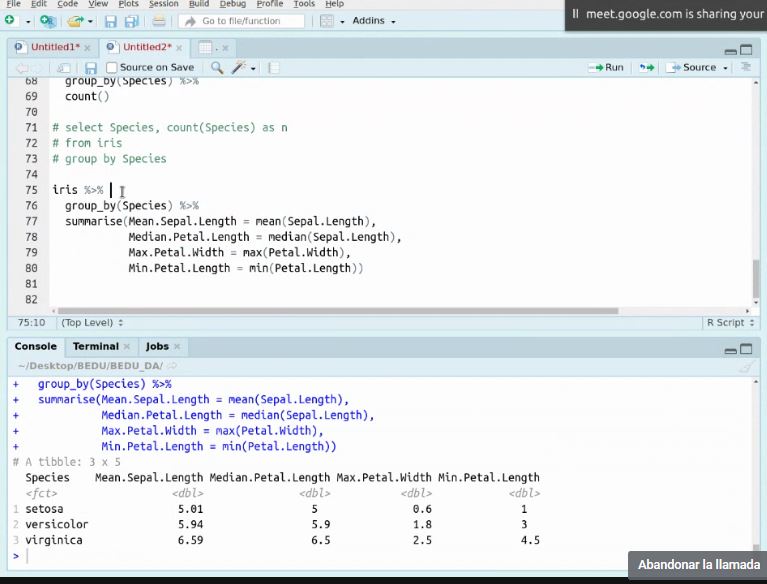 File Edit Code View Plots Session Build Debug Profile Tools Help
II meet.google.com is sharing your
Go to file/function
Addins
Untitled1*
Untitled2*
Source on Save
Run
Source
68 group_by(Species) %>%
69 count()
70
71 # select Species, count(Species) as n
72 # from iris
73 # group by Species
74
75 iris %>%
76 group_by(Species) %>%
77 summarise(Mean.Sepal.Length = mean(Sepal.Length),
78 Median.Petal.Length = median(Sepal.Length),
79 Max.Petal.Width = max(Petal.Width),
80 Min.Petal.Length = min(Petal.Length))
81
82
75:10 (Top Level) R Script
Console Terminal Jobs
~/Desktop/BEDU/BEDU_DA/
+ group_by(Species) %>%
+ summarise(Mean.Sepal.Length = mean(Sepal.Length),
+ Median.Petal.Length = median(Sepal.Length),
+ Max.Petal.Width = max(Petal.Width),
+ Min.Petal.Length = min(Petal.Length))
# A tibble: 3 x 5
Species Mean.Sepal.Length Median.Petal.Length Max.Petal.Width Min.Petal.Length
<fct> <dbl> <dbl> <dbl> <dbl>
1 setosa 5.01 5 0.6 1
2 versicolor 5.94 5.9 1.8 3
3 virginica 6.59 6.5 2.5 4.5
>
Abandonar la llamada